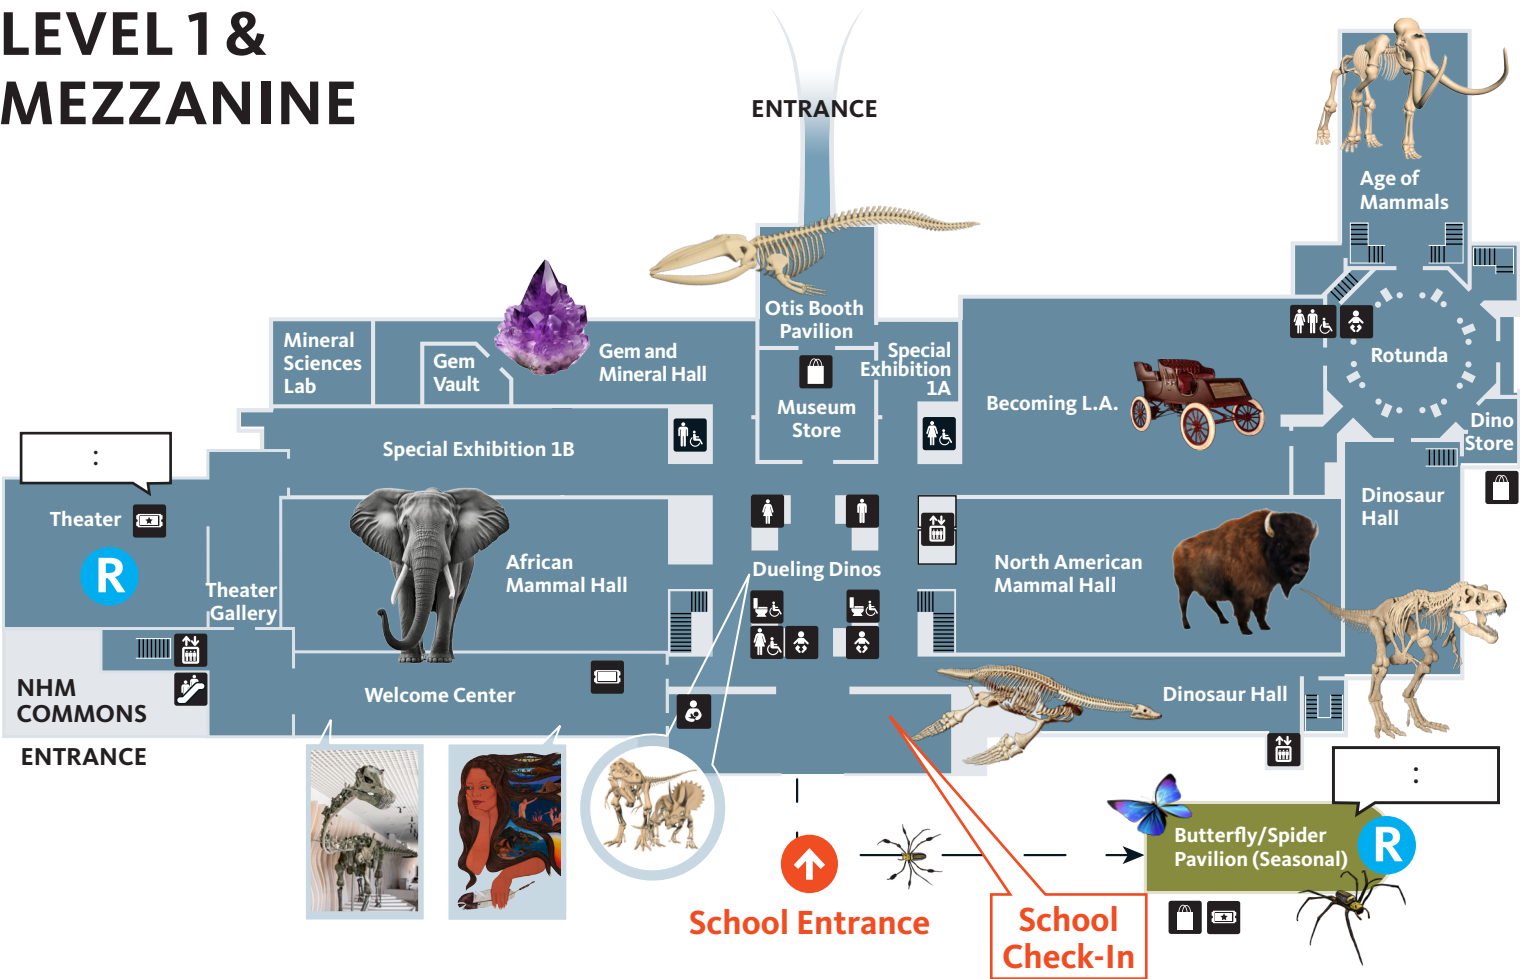 LEVEL 1 &
MEZZANINE
ENTRANCE
Age of
Mammals
Otis Booth
Pavilion
Mineral
Sciences
Lab
Gem
Vault
Gem and
Mineral Hall
Special
Exhibition
1A
Museum
Store
Becoming L.A.
Rotunda
Dino
Store
Special Exhibition 1B
:
Theater
R
Theater
Gallery
African
Mammal Hall
Dueling Dinos
North American
Mammal Hall
Dinosaur
Hall
NHM
COMMONS
ENTRANCE
Welcome Center
Dinosaur Hall
:
Butterfly/Spider
Pavilion (Seasonal)
R
School Entrance
School
Check-In